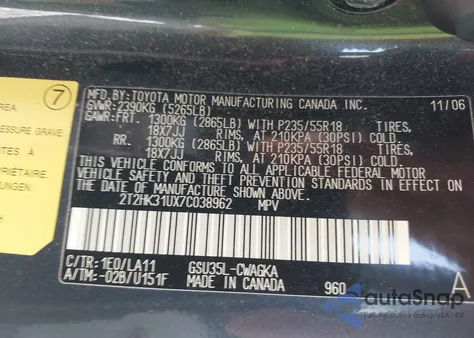 7
AREA.
PRESSURE GRAVE
MFD.BY:TOYOTA MOTOR MANUFACTURING CANADA INC. 11/06
GVWR:2390KG (5265LB)
GAWR:FRT. 1300KG (2865LB) WITH P235/55R18 TIRES,
18X7JJ RIMS, AT 210KPA (30PSI) COLD
RR. 1300KG (2865LB) WITH P235/55R18 TIRES,
18X7JJ RIMS, AT 210KPA (30PSI) COLD
THIS VEHICLE CONFORMS TO ALL APPLICABLE FEDERAL MOTOR
VEHICLE SAFETY STANDARDS IN EFFECT ON THE DATE OF
MANUFACTURE SHOWN ABOVE.
2T2HK31UX7C038962 MPV
C/TR:1E0/LA11 GSU35L-CWAGKA
A/TM:-02B/U151F MADE IN CANADA 960 A
autoSnap